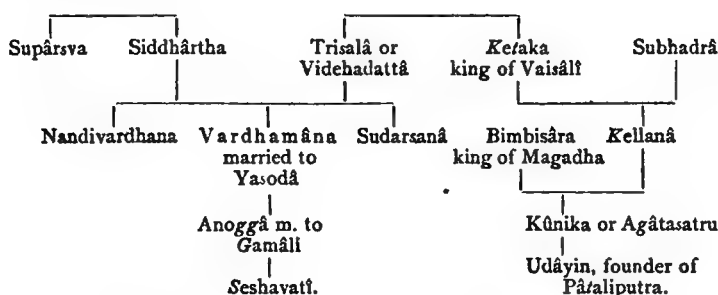 Supârsva Siddhârtha Trisalâ or Ketaka Subhadrâ
Videhadattâ king of Vaisâlî
Nandivardhana Vardhamâna Sudarsanâ Bimbisâra Kellanâ
married to king of Magadha
Yasodâ
Anoggâ m. to Kûnika or Agâtasatru
Gamâli
Seshavatî. Udâyin, founder of
Pâtaliputra.